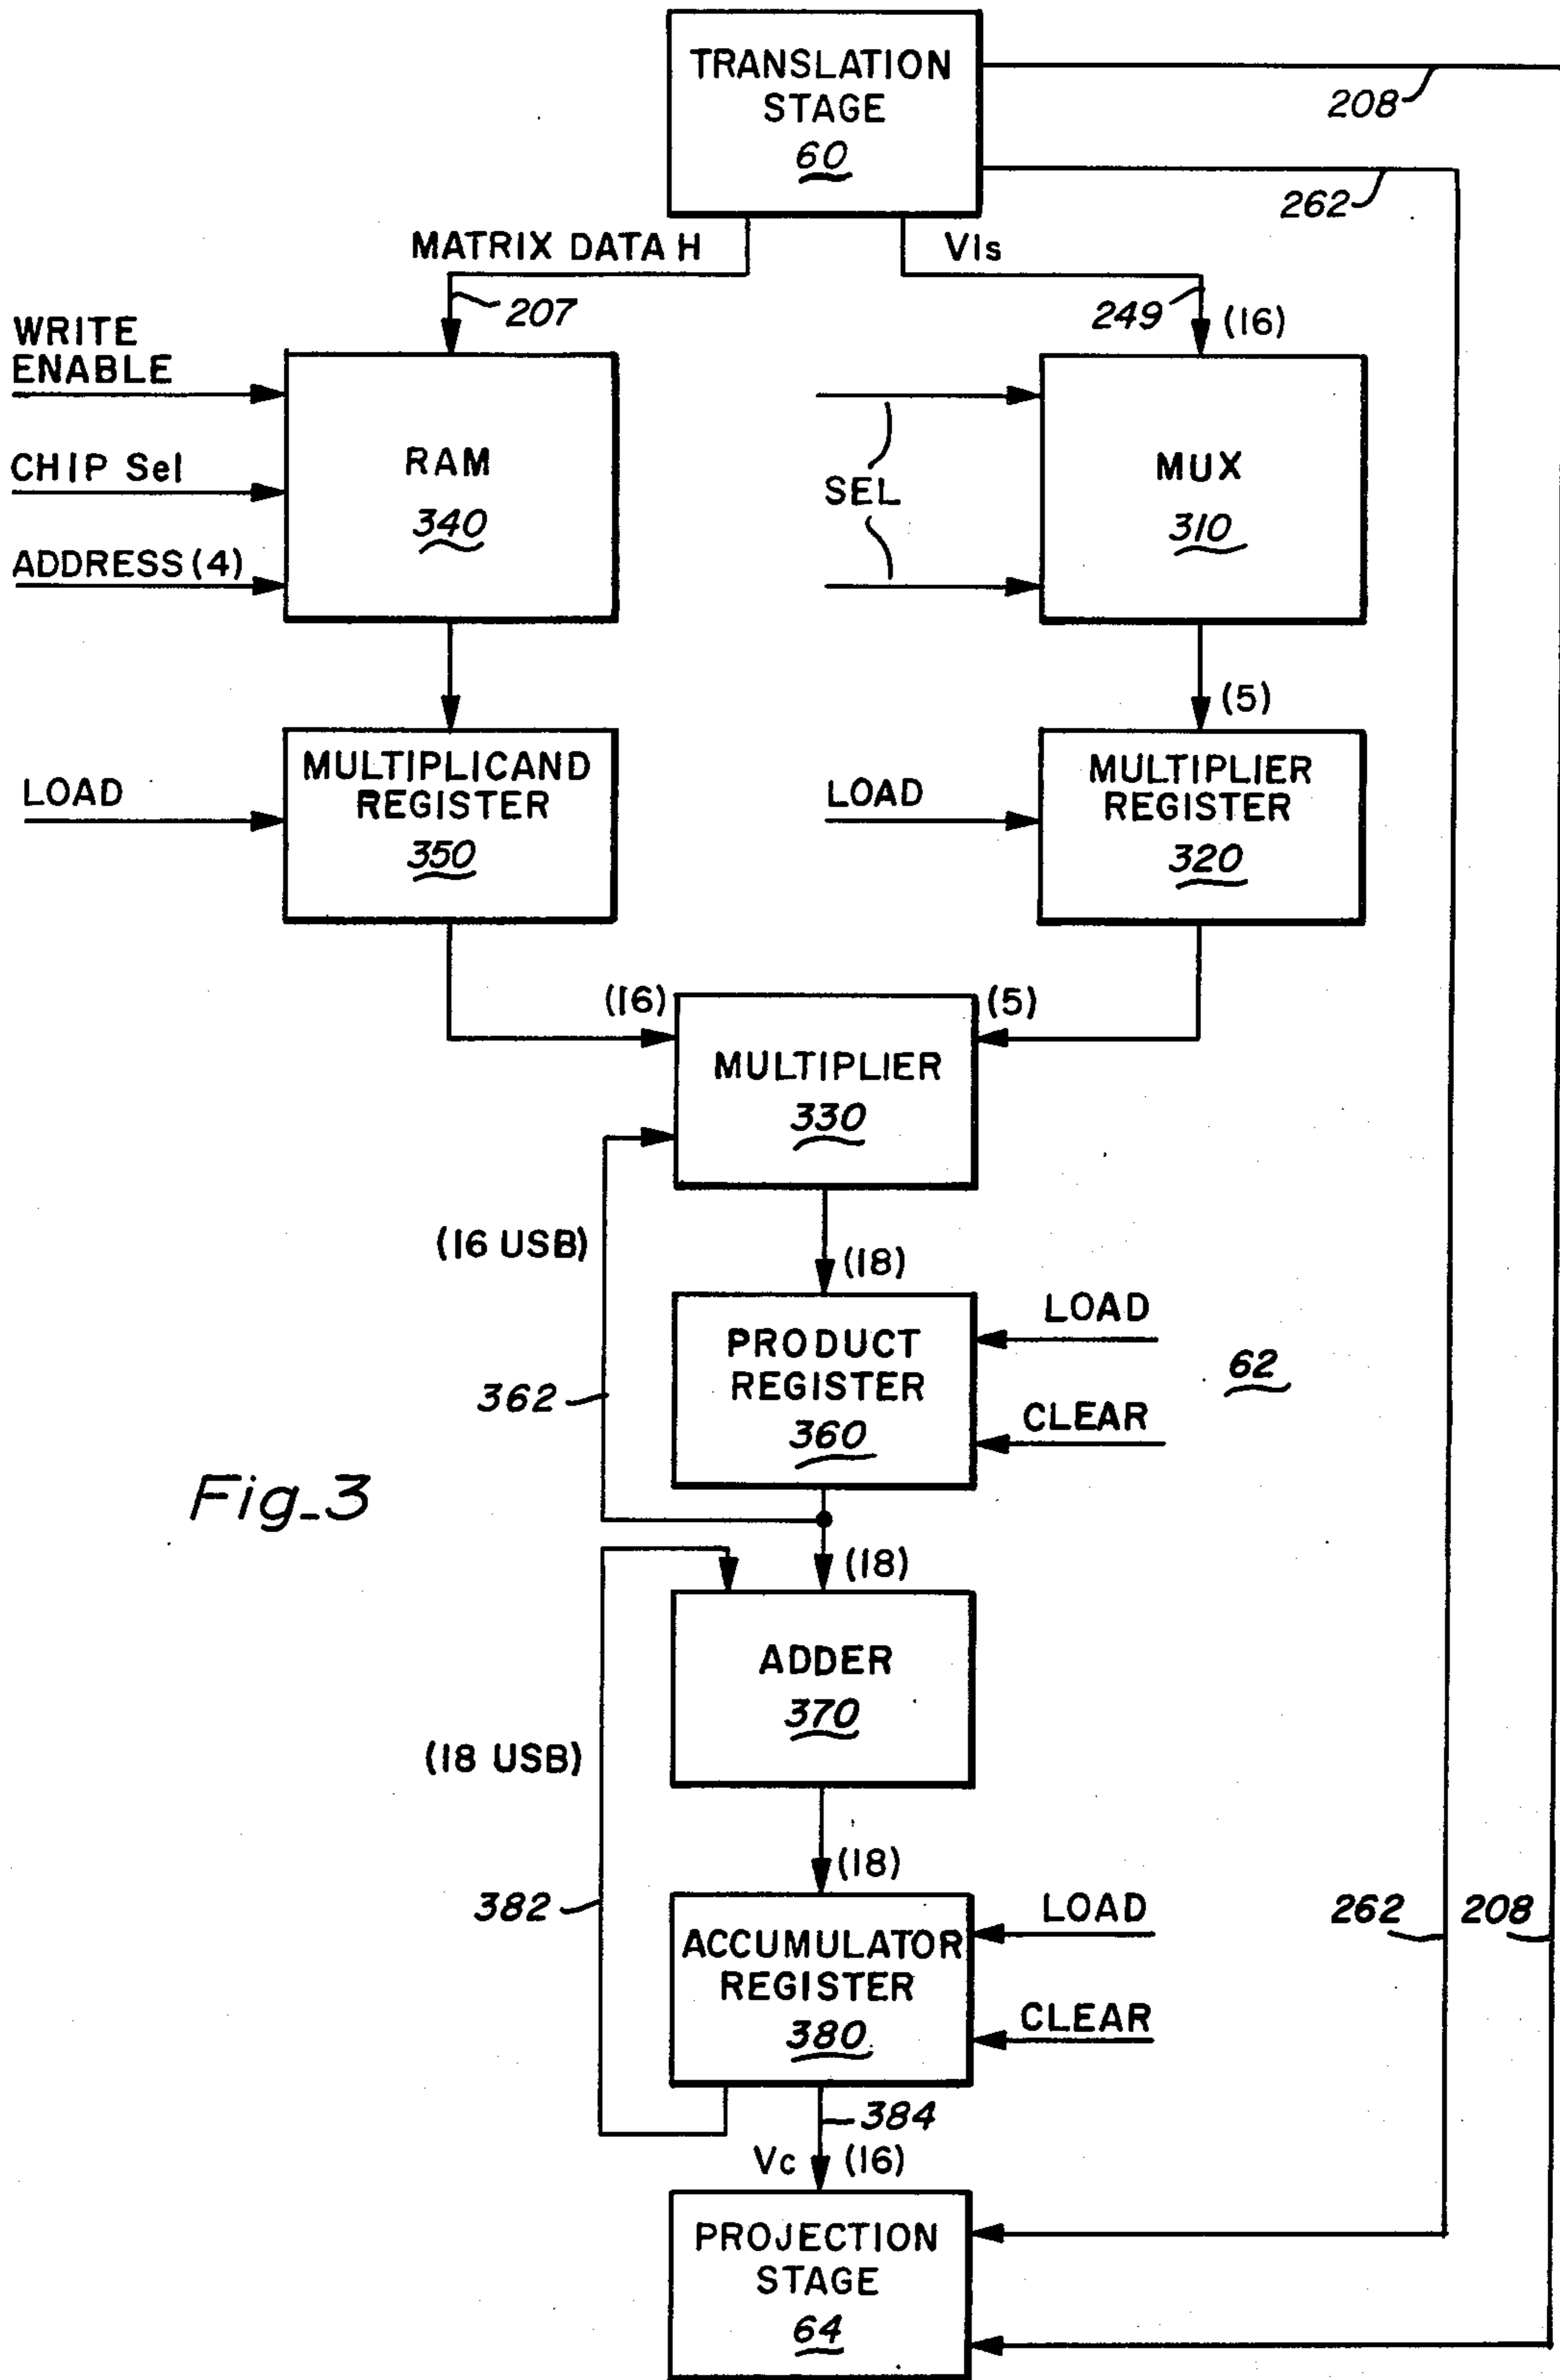 TRANSLATION
STAGE
60
208
262
MATRIX DATA H
Vls
207
249
(16)
WRITE
ENABLE
CHIP Sel
ADDRESS (4)
RAM
340
SEL
MUX
310
(5)
LOAD
MULTIPLICAND
REGISTER
350
LOAD
MULTIPLIER
REGISTER
320
(16)
(5)
MULTIPLIER
330
(16 USB)
(18)
362
PRODUCT
REGISTER
360
LOAD
CLEAR
62
Fig_3
(18)
ADDER
370
(18 USB)
(18)
382
ACCUMULATOR
REGISTER
380
LOAD
CLEAR
262
208
384
Vc
(16)
PROJECTION
STAGE
64